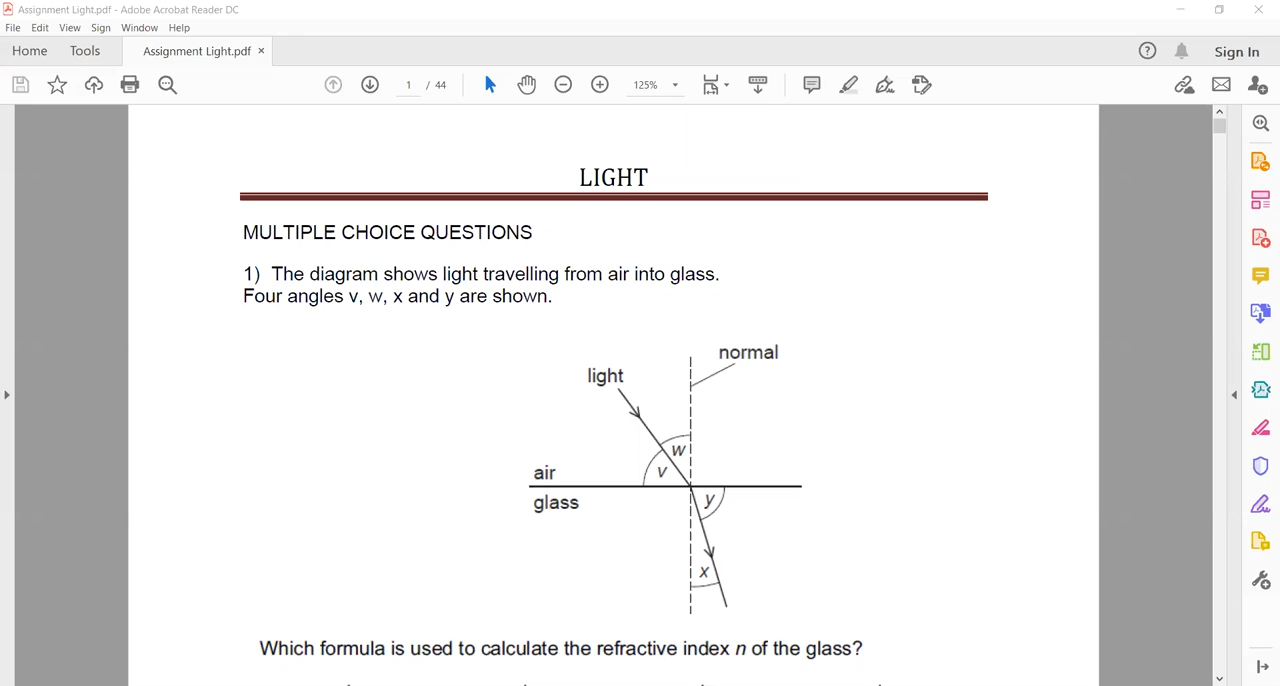 Assignment Light.pdf - Adobe Acrobat Reader DC
File Edit View Sign Window Help
Home Tools Assignment Light.pdf × Sign In
1 / 44 125%
LIGHT
MULTIPLE CHOICE QUESTIONS
1) The diagram shows light travelling from air into glass.
Four angles v, w, x and y are shown.
normal
light
w
v
air
glass
y
x
Which formula is used to calculate the refractive index n of the glass?